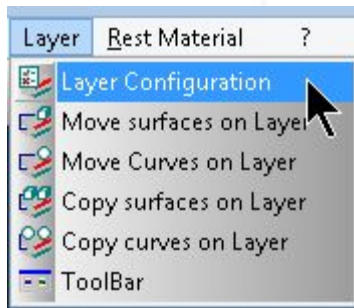 Layer Rest Material ?
Layer Configuration
Move surfaces on Layer
Move Curves on Layer
Copy surfaces on Layer
Copy curves on Layer
ToolBar